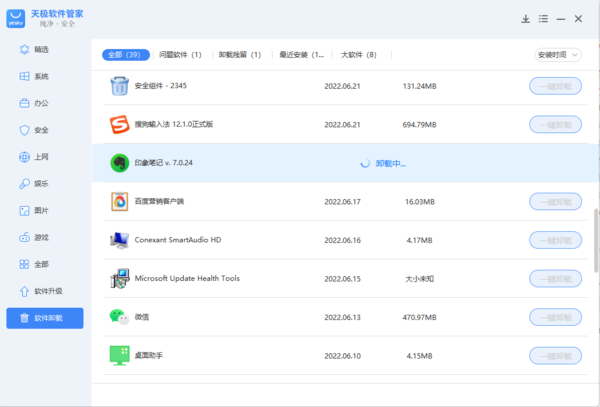 天极软件管家
纯净 · 安全
yesky
精选
系统
办公
安全
上网
娱乐
图片
游戏
全部
软件升级
软件卸载
全部（39） 问题软件（1） 卸载残留（1） 最近安装（1... 大软件（8） 安装时间
安全组件 - 2345 2022.06.21 131.24MB 一键卸载
搜狗输入法 12.1.0正式版 2022.06.21 694.79MB 一键卸载
印象笔记 v. 7.0.24 卸载中...
百度营销客户端 2022.06.17 16.03MB 一键卸载
Conexant SmartAudio HD 2022.06.16 4.17MB 一键卸载
Microsoft Update Health Tools 2022.06.15 大小未知 一键卸载
微信 2022.06.13 470.97MB 一键卸载
桌面助手 2022.06.10 4.15MB 一键卸载